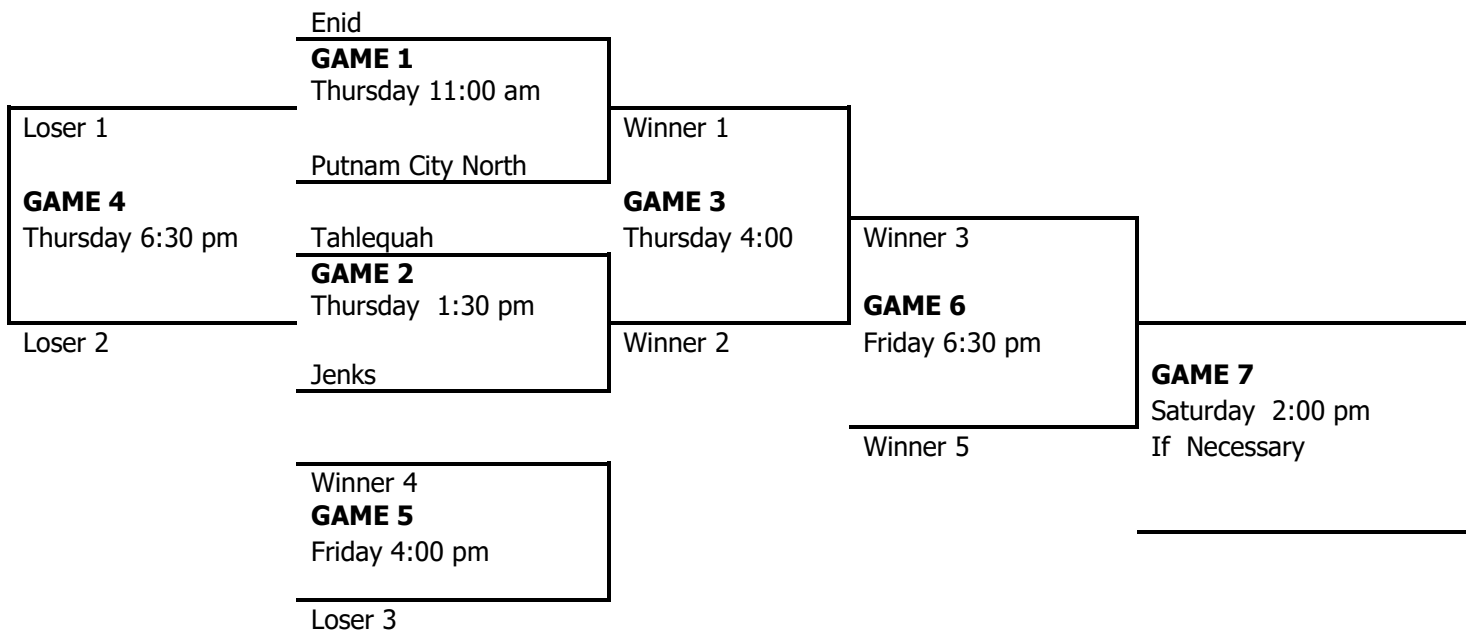 Enid
GAME 1
Thursday 11:00 am
Loser 1
Winner 1
Putnam City North
GAME 4
GAME 3
Thursday 6:30 pm
Tahlequah
Thursday 4:00
Winner 3
GAME 2
Thursday  1:30 pm
GAME 6
Loser 2
Winner 2
Friday 6:30 pm
Jenks
GAME 7
Saturday  2:00 pm
Winner 5
If  Necessary
Winner 4
GAME 5
Friday 4:00 pm
Loser 3